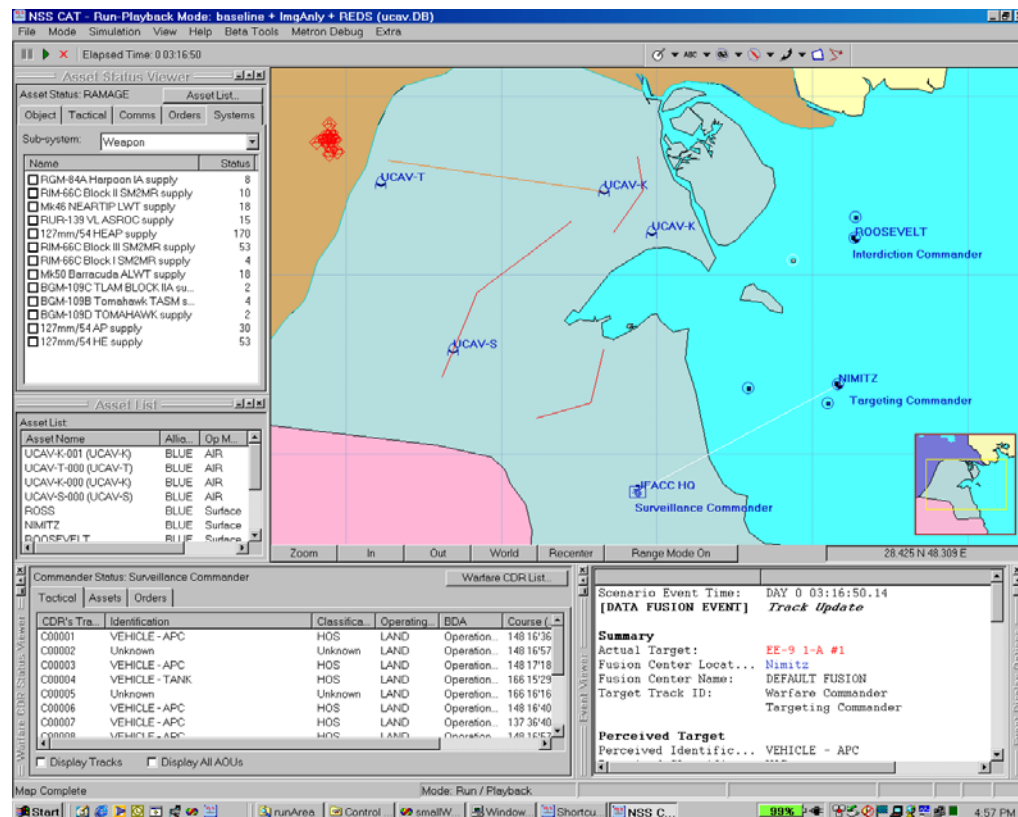 NSS CAT - Run-Playback Mode: baseline + ImgAnly + REDS (ucav.DB)
File Mode Simulation View Help Beta Tools Metron Debug Extra
Elapsed Time: 0 03:16:50
ABC
Asset Status Viewer
Asset Status: RAMAGE Asset List...
Object Tactical Comms Orders Systems
Sub-system: Weapon
Name Status
RGM-84A Harpoon IA supply 8
RIM-66C Block II SM2MR supply 10
Mk46 NEARTIP LWT supply 18
RUR-139 VL ASROC supply 15
127mm/54 HEAP supply 170
RIM-66C Block III SM2MR supply 53
RIM-66C Block I SM2MR supply 4
Mk50 Barracuda ALWT supply 18
BGM-109C TLAM BLOCK IIA su... 2
BGM-109B Tomahawk TASM s... 4
BGM-109D TOMAHAWK supply 2
127mm/54 AP supply 30
127mm/54 HE supply 53
Asset List
Asset List:
Asset Name Allia... Op M...
UCAV-K-001 (UCAV-K) BLUE AIR
UCAV-T-000 (UCAV-T) BLUE AIR
UCAV-K-000 (UCAV-K) BLUE AIR
UCAV-S-000 (UCAV-S) BLUE AIR
ROSS BLUE Surface
NIMITZ BLUE Surface
ROOSEVELT BLUE Surface
UCAV-T
UCAV-K
UCAV-K
ROOSEVELT
Interdiction Commander
UCAV-S
NIMITZ
Targeting Commander
JFACC HQ
Surveillance Commander
Zoom In Out World Recenter Range Mode On 28.425 N 48.309 E
Warfare CDR Status Viewer
Commander Status: Surveillance Commander Warfare CDR List...
Tactical Assets Orders
CDR's Tra... Identification Classifica... Operating... BDA Course (...
C00001 VEHICLE - APC HOS LAND Operation... 148 16'36
C00002 Unknown Unknown LAND Operation... 148 16'57
C00003 VEHICLE - APC HOS LAND Operation... 148 17'18
C00004 VEHICLE - TANK HOS LAND Operation... 166 15'29
C00005 Unknown Unknown LAND Operation... 166 16'16
C00006 VEHICLE - APC HOS LAND Operation... 148 16'40
C00007 VEHICLE - APC HOS LAND Operation... 137 36'40
C00008 VEHICLE - APC HOS LAND Operation... 148 16'57
Display Tracks Display All AOUs
Event Viewer
Scenario Event Time: DAY 0 03:16:50.14
[DATA FUSION EVENT] Track Update
Summary
Actual Target: EE-9 1-A #1
Fusion Center Locat... Nimitz
Fusion Center Name: DEFAULT FUSION
Target Track ID: Warfare Commander
Targeting Commander
Perceived Target
Perceived Identific... VEHICLE - APC
Map Complete Mode: Run / Playback
Start runArea Control ... smallW... Window Shortcu... NSS C... 99% 4:57 PM